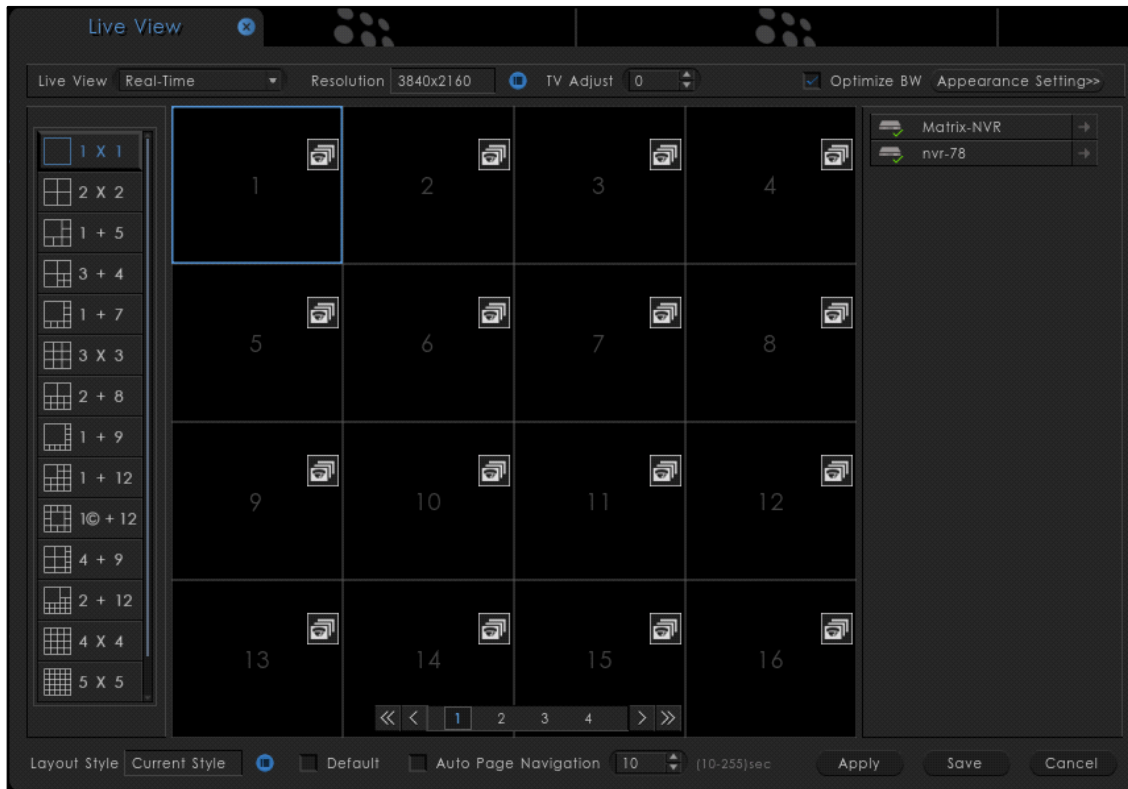 Live View
Live View Real-Time Resolution 3840x2160 TV Adjust 0 Optimize BW Appearance Setting>>
1 X 1
2 X 2
1 + 5
3 + 4
1 + 7
3 X 3
2 + 8
1 + 9
1 + 12
1© + 12
4 + 9
2 + 12
4 X 4
5 X 5
1 2 3 4
5 6 7 8
9 10 11 12
13 14 15 16
<< < 1 2 3 4 > >>
Matrix-NVR
nvr-78
Layout Style Current Style Default Auto Page Navigation 10 (10-255)sec Apply Save Cancel